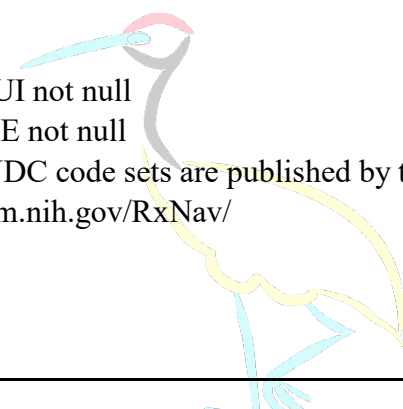 UI not null
E not null
NDC code sets are published by t
m.nih.gov/RxNav/